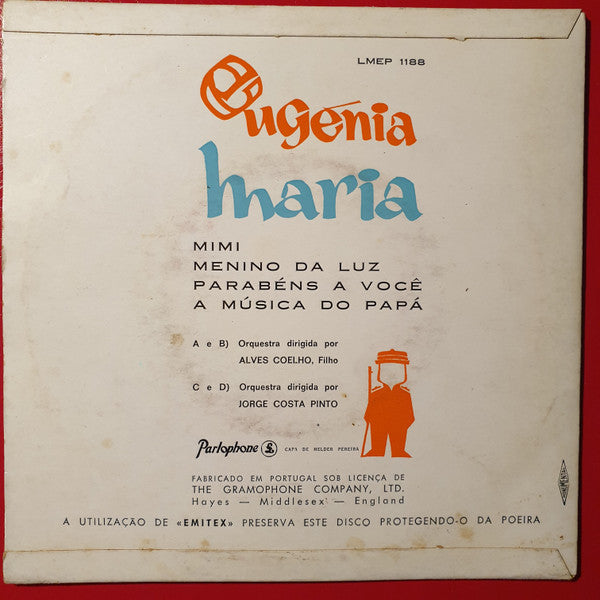 LMEP 1188
Eugénia
Maria
MIMI
MENINO DA LUZ
PARABÉNS A VOCÊ
A MÚSICA DO PAPÁ
A e B) Orquestra dirigida por
ALVES COELHO, Filho
C e D) Orquestra dirigida por
JORGE COSTA PINTO
Parlophone £ CAPA DE HELDER PEREIRA
FABRICADO EM PORTUGAL SOB LICENÇA DE
THE GRAMOPHONE COMPANY, LTD.
Hayes — Middlesex — England
A UTILIZAÇÃO DE «EMITEX» PRESERVA ESTE DISCO PROTEGENDO-O DA POEIRA